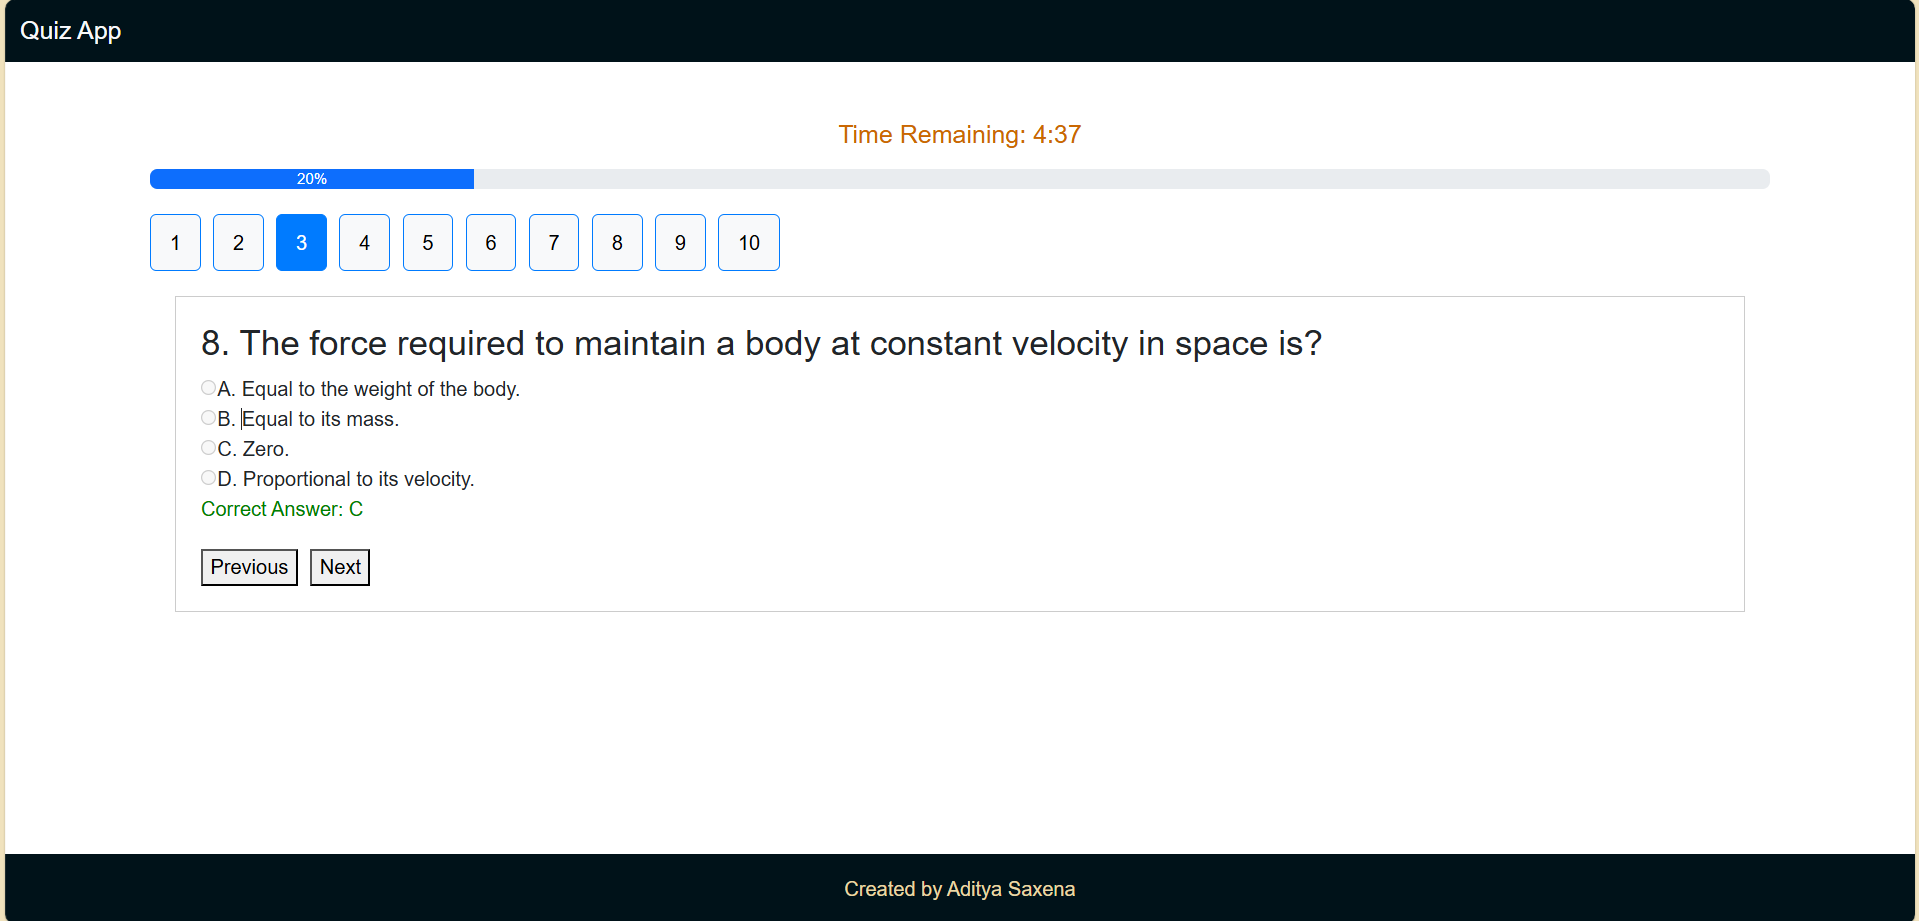 Quiz App
Time Remaining: 4:37
20%
1 2 3 4 5 6 7 8 9 10
8. The force required to maintain a body at constant velocity in space is?
A. Equal to the weight of the body.
B. Equal to its mass.
C. Zero.
D. Proportional to its velocity.
Correct Answer: C
Previous Next
Created by Aditya Saxena